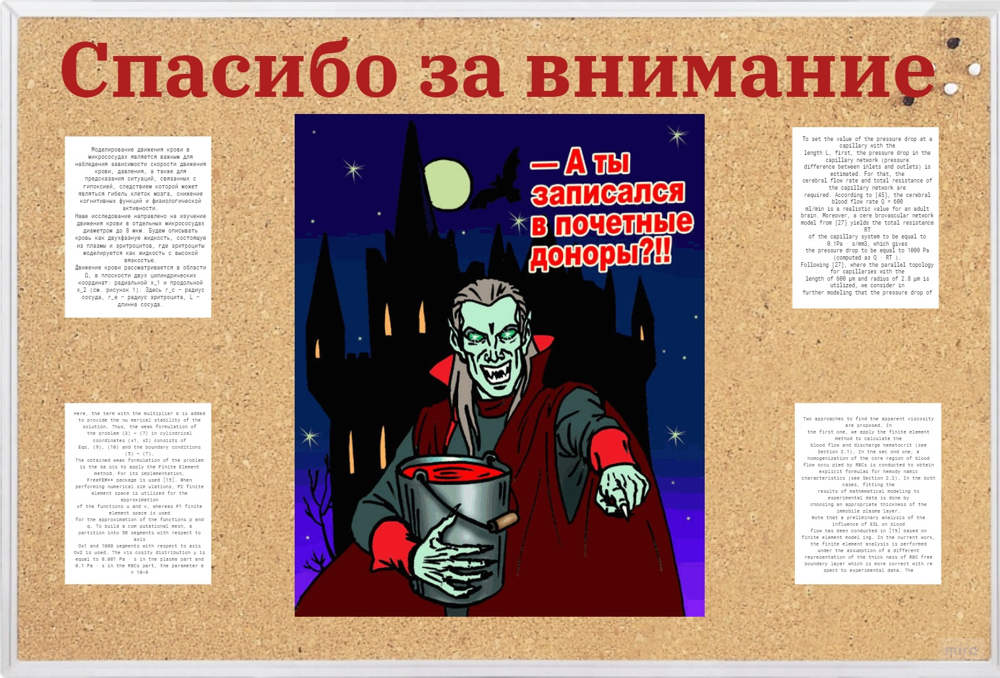 Спасибо за внимание
— А ты
записался
в почетные
доноры?!!
Моделирование движения крови в
микрососудах является важным для
наблюдения зависимости скорости движения
крови, давления, а также для
предсказания ситуаций, связанных с
гипоксией, следствием которой может
являться гибель клеток мозга, снижение
когнитивных функций и физиологической
активности.
Наше исследование направлено на изучение
движения крови в отдельных микрососудах
диаметром до 8 мкм. Будем описывать
кровь как двухфазную жидкость, состоящую
из плазмы и эритроцитов, где эритроциты
моделируются как жидкость с высокой
вязкостью.
Движение крови рассматривается в области
Ω, в плоскости двух цилиндрических
координат: радиальной x_1 и продольной
x_2 (см. рисунок 1). Здесь r_c – радиус
сосуда, r_e – радиус эритроцита, L –
длинна сосуда.
To set the value of the pressure drop at a
capillary with the
length L, first, the pressure drop in the
capillary network (pressure
difference between inlets and outlets) is
estimated. For that, the
cerebral flow rate and total resistance of
the capillary network are
required. According to [45], the cerebral
blood flow rate Q = 600
ml/min is a realistic value for an adult
brain. Moreover, a cere brovascular network
model from [27] yields the total resistance
RT
of the capillary system to be equal to
0.1Pa · s/mm3, which gives
the pressure drop to be equal to 1000 Pa
(computed as Q · RT ).
Following [27], where the parallel topology
for capillaries with the
length of 600 μm and radius of 2.8 μm is
utilized, we consider in
further modeling that the pressure drop of
Here, the term with the multiplier ε is added
to provide the nu merical stability of the
solution. Thus, the weak formulation of
the problem (3) – (7) in cylindrical
coordinates (x1, x2) consists of
Eqs. (9), (10) and the boundary conditions
(5) – (7).
The obtained weak formulation of the problem
is the ba sis to apply the Finite Element
method. For its implementation,
FreeFEM++ package is used [15]. When
performing numerical sim ulations, P2 finite
element space is utilized for the
approximation
of the functions u and v, whereas P1 finite
element space is used
for the approximation of the functions p and
q. To build a com putational mesh, a
partition into 50 segments with respect to
axis
Ox1 and 1000 segments with respect to axis
Ox2 is used. The vis cosity distribution μ is
equal to 0.001 Pa · s in the plasma part and
0.1 Pa · s in the RBCs part, the parameter ε
= 10−8
Two approaches to find the apparent viscosity
are proposed. In
the first one, we apply the finite element
method to calculate the
blood flow and discharge hematocrit (see
Section 2.1). In the sec ond one, a
homogenization of the core region of blood
flow occu pied by RBCs is conducted to obtain
explicit formulas for hemody namic
characteristics (see Section 2.2). In the both
cases, fitting the
results of mathematical modeling to
experimental data is done by
choosing an appropriate thickness of the
immobile plasma layer.
Note that a preliminary analysis of the
influence of ESL on blood
flow has been conducted in [19] based on
finite element model ing. In the current work,
the finite element analysis is performed
under the assumption of a different
representation of the thick ness of RBC free
boundary layer which is more correct with re
spect to experimental data. The
miro